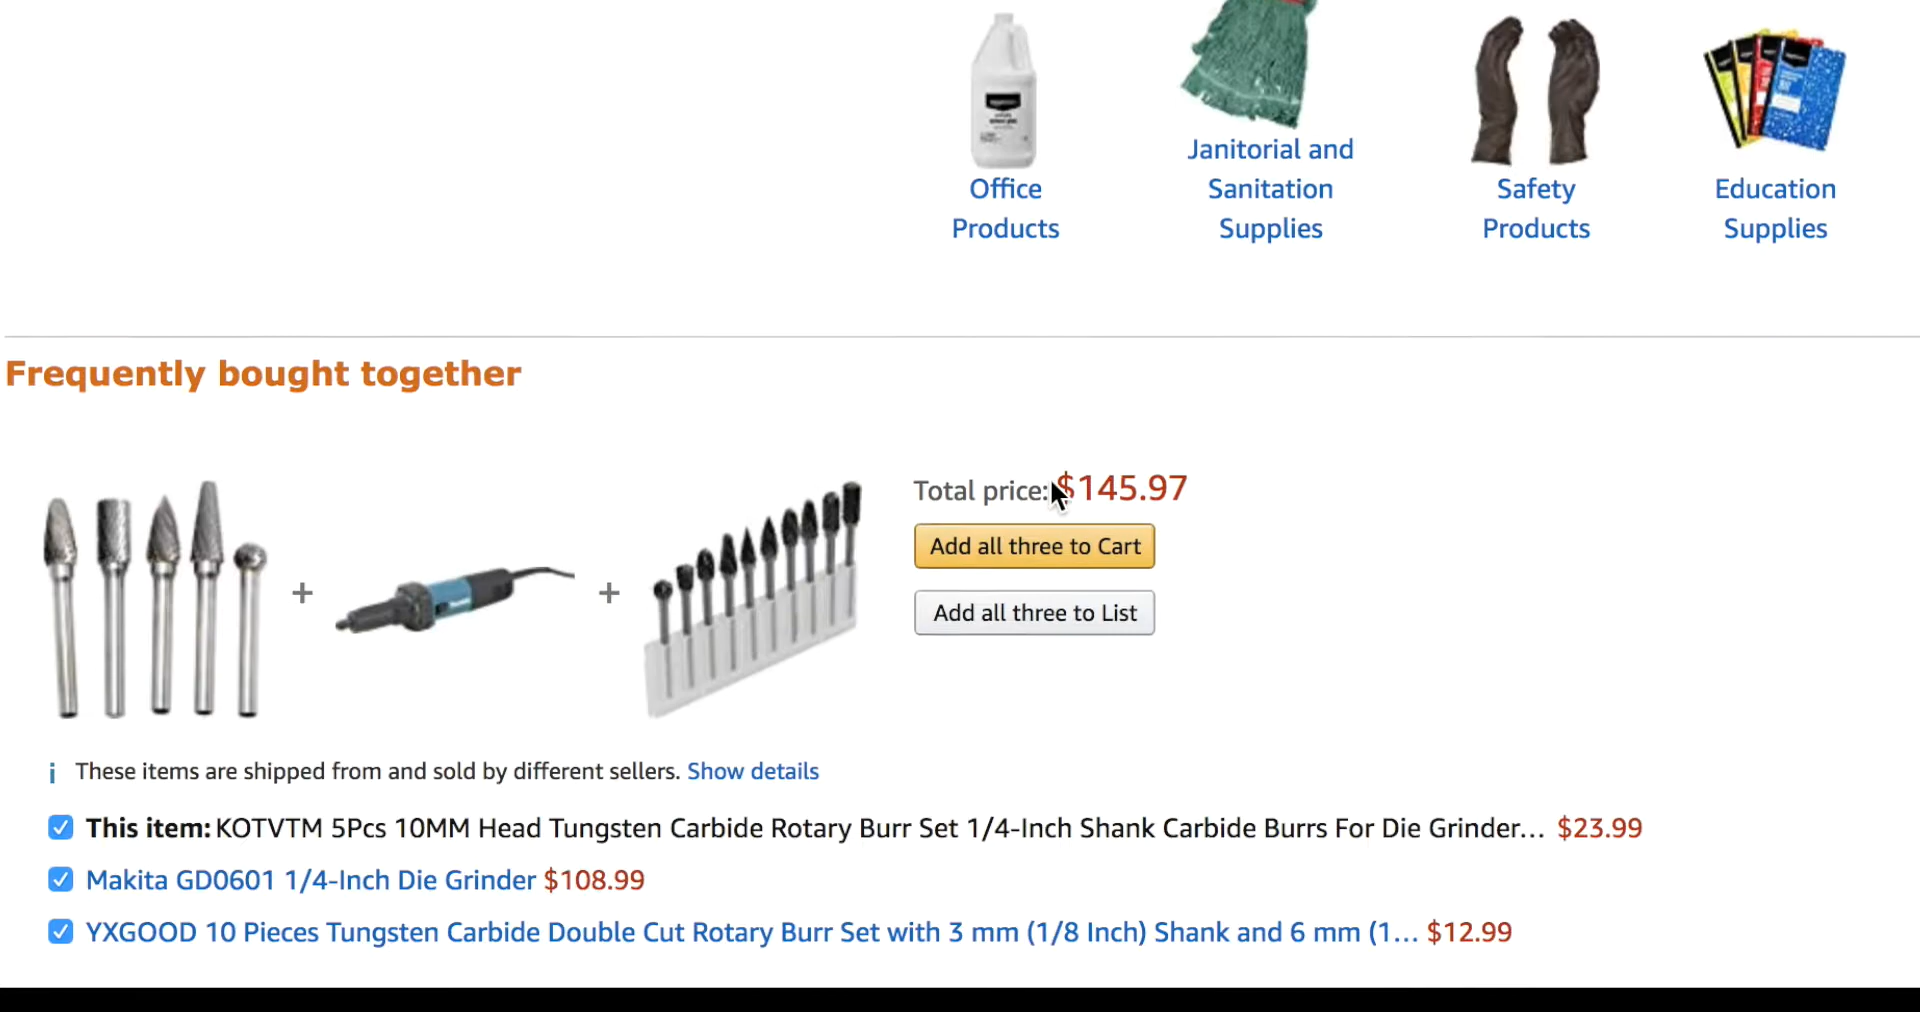 Office
Products
Janitorial and
Sanitation
Supplies
Safety
Products
Education
Supplies
Frequently bought together
Total price: $145.97
Add all three to Cart
Add all three to List
+
+
i These items are shipped from and sold by different sellers. Show details
This item: KOTVTM 5Pcs 10MM Head Tungsten Carbide Rotary Burr Set 1/4-Inch Shank Carbide Burrs For Die Grinder... $23.99
Makita GD0601 1/4-Inch Die Grinder $108.99
YXGOOD 10 Pieces Tungsten Carbide Double Cut Rotary Burr Set with 3 mm (1/8 Inch) Shank and 6 mm (1... $12.99